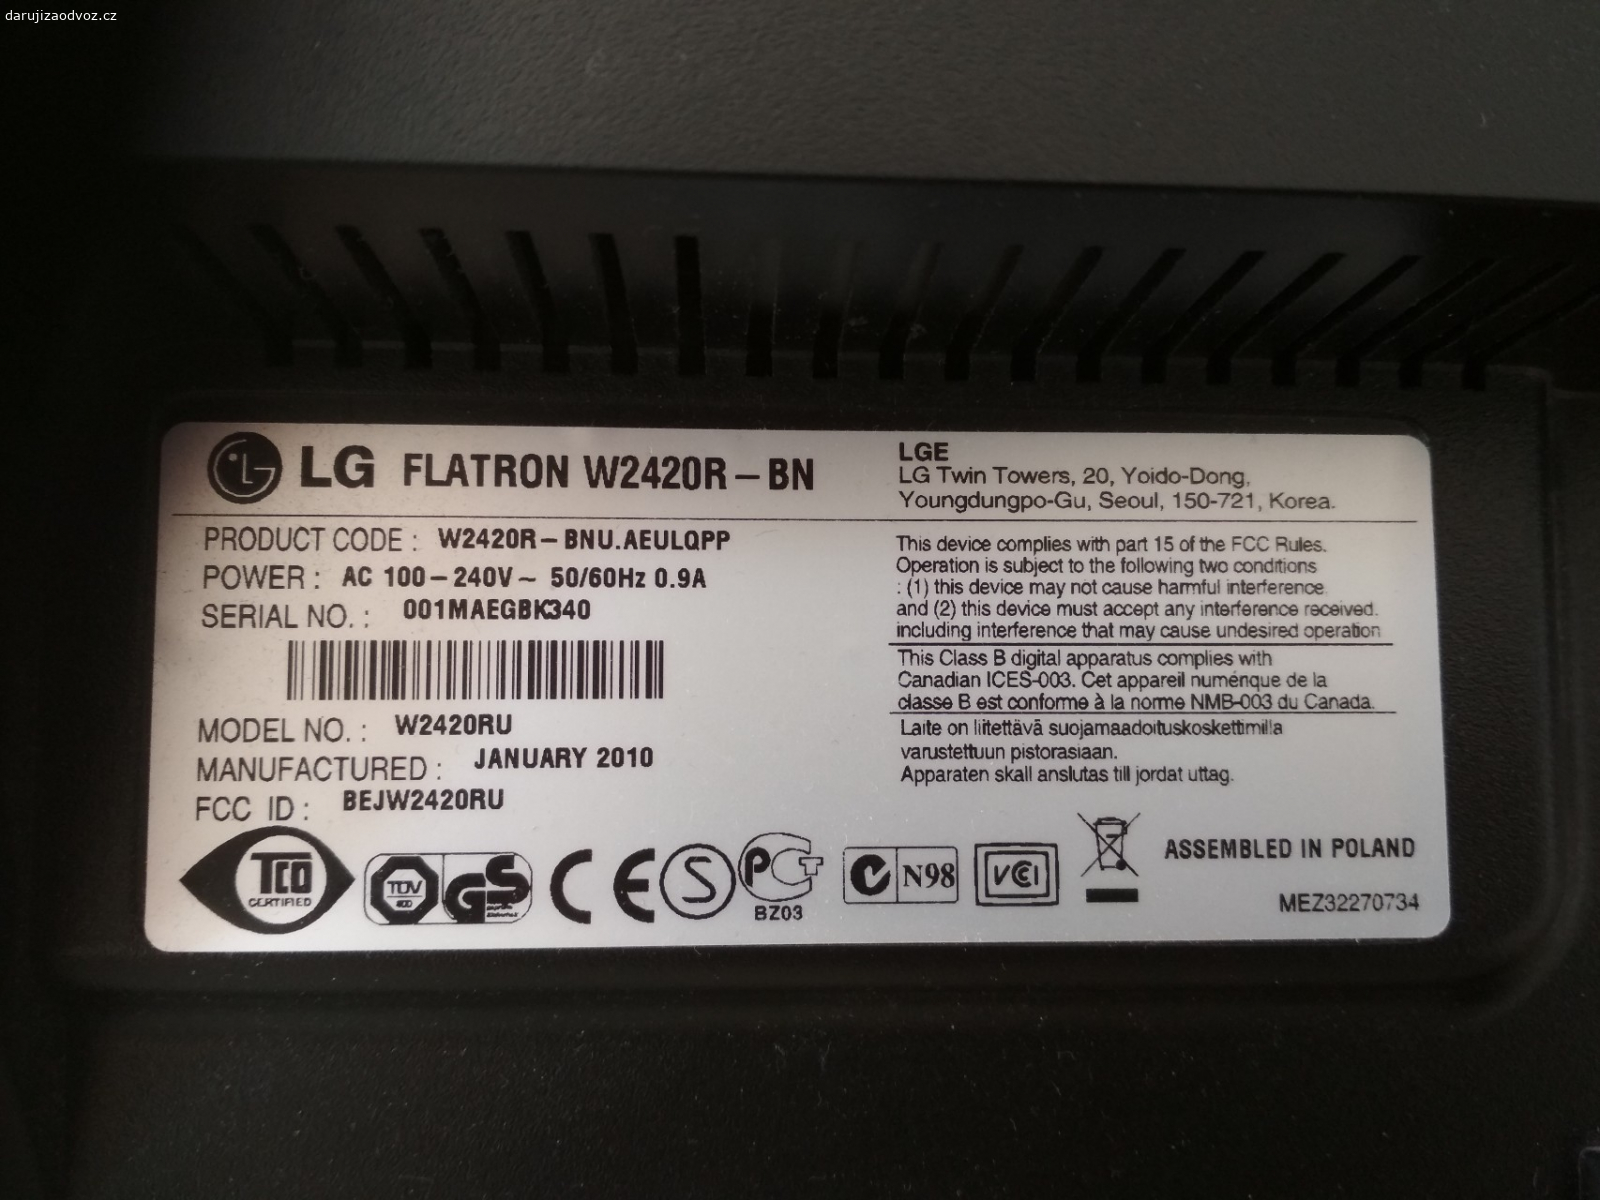 darujizaodvoz.cz
LG FLATRON W2420R-BN
PRODUCT CODE : W2420R-BNU.AEULQPP
POWER : AC 100-240V~ 50/60Hz 0.9A
SERIAL NO. : 001MAEGBK340
MODEL NO. : W2420RU
MANUFACTURED : JANUARY 2010
FCC ID : BEJW2420RU
LGE
LG Twin Towers, 20, Yoido-Dong,
Youngdungpo-Gu, Seoul, 150-721, Korea.
This device complies with part 15 of the FCC Rules.
Operation is subject to the following two conditions
: (1) this device may not cause harmful interference
and (2) this device must accept any interference received.
including interference that may cause undesired operation
This Class B digital apparatus complies with
Canadian ICES-003. Cet appareil numérique de la
classe B est conforme à la norme NMB-003 du Canada.
Laite on liitettävä suojamaadoituskoskettimilla
varustettuun pistorasiaan.
Apparaten skall anslutas till jordat uttag.
TCO
CERTIFIED
TÜV
GS
CE
S
PCT
BZ03
N98
VCI
ASSEMBLED IN POLAND
MEZ32270734